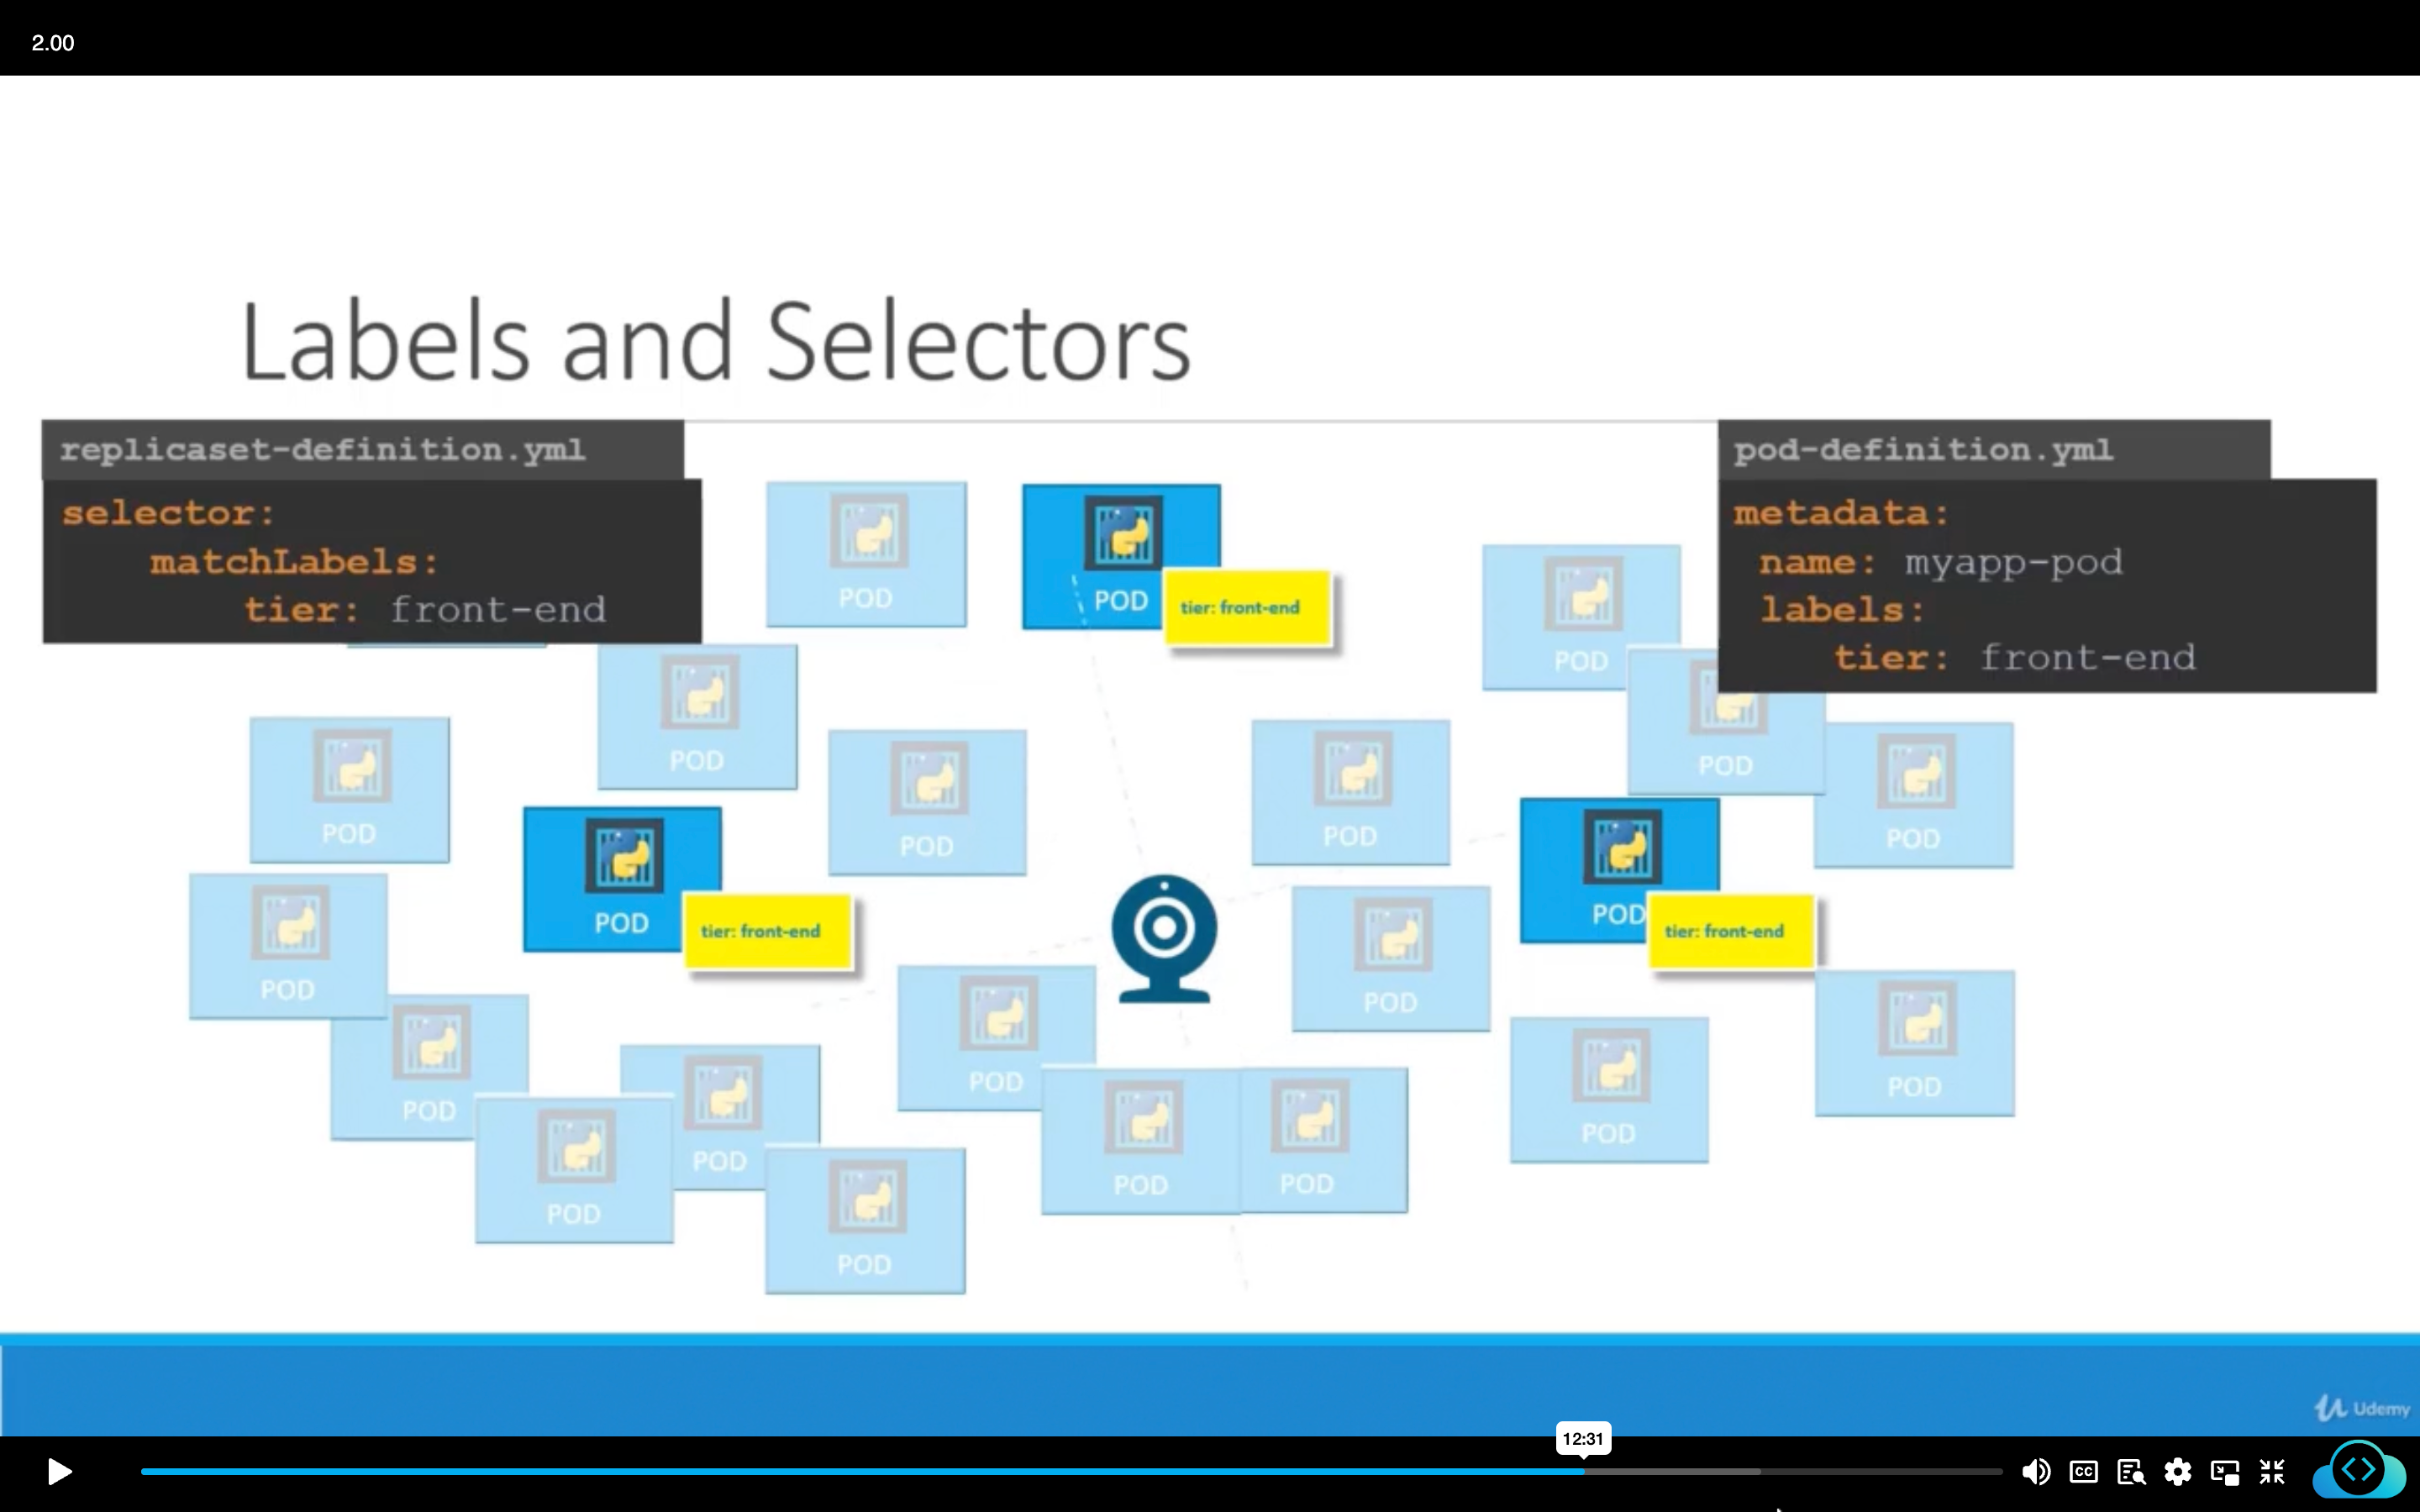 2.00
Labels and Selectors
replicaset-definition.yml
selector:
matchLabels:
tier: front-end
pod-definition.yml
metadata:
name: myapp-pod
labels:
tier: front-end
POD
POD
tier: front-end
POD
POD
POD
POD
POD
POD
POD
POD
POD
tier: front-end
POD
tier: front-end
POD
POD
POD
POD
POD
POD
POD
POD
POD
POD
POD
POD
Udemy
12:31
CC